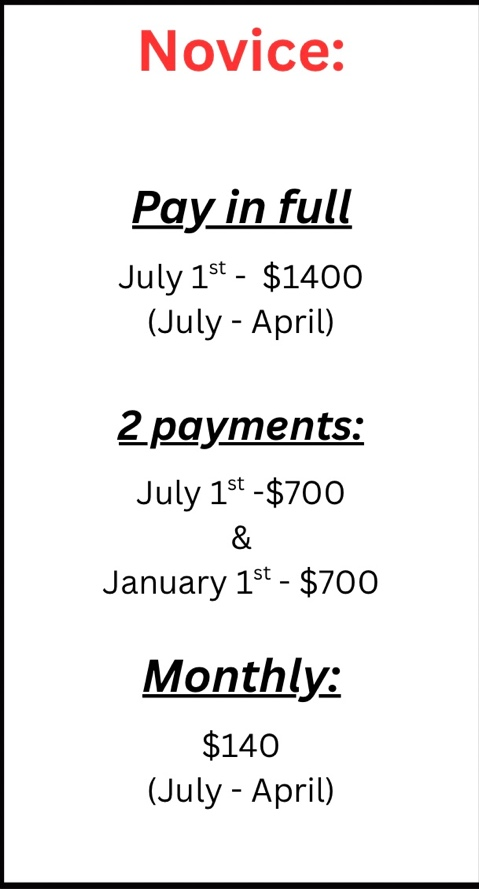 Novice:
Pay in full
July 1st - $1400
(July - April)
2 payments:
July 1st -$700
&
January 1st - $700
Monthly:
$140
(July - April)